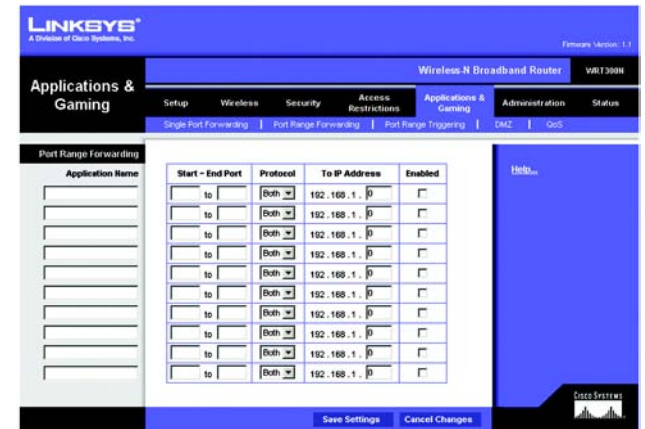 LINKSYS®
A Division of Cisco Systems, Inc.
Firmware Version: 1.1
Wireless-N Broadband Router WRT300N
Applications & Gaming
Setup Wireless Security Access Restrictions Applications & Gaming Administration Status
Single Port Forwarding | Port Range Forwarding | Port Range Triggering | DMZ | QoS
Port Range Forwarding
Application Name Start ~ End Port Protocol To IP Address Enabled
Help...
to Both 192.168.1. 0
to Both 192.168.1. 0
to Both 192.168.1. 0
to Both 192.168.1. 0
to Both 192.168.1. 0
to Both 192.168.1. 0
to Both 192.168.1. 0
to Both 192.168.1. 0
to Both 192.168.1. 0
to Both 192.168.1. 0
Save Settings Cancel Changes
CISCO SYSTEMS